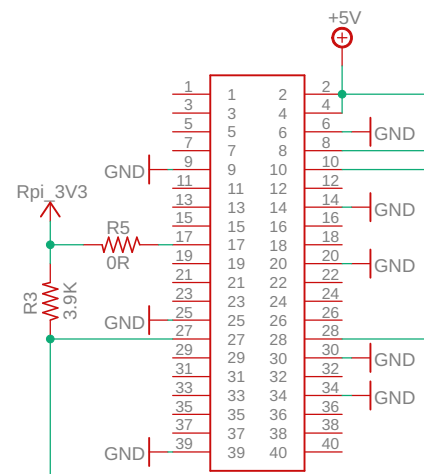 +5V
1 1 2 2
3 3 4 4
5 5 6 6 GND
7 7 8 8
GND 9 9 10 10
11 11 12 12
Rpi_3V3
13 13 14 14 GND
15 15 16 16
R5
17 17 18 18
0R
19 19 20 20 GND
21 21 22 22
R3
3.9K
23 23 24 24
GND 25 25 26 26
27 27 28 28
29 29 30 30 GND
31 31 32 32
33 33 34 34 GND
35 35 36 36
37 37 38 38
GND 39 39 40 40